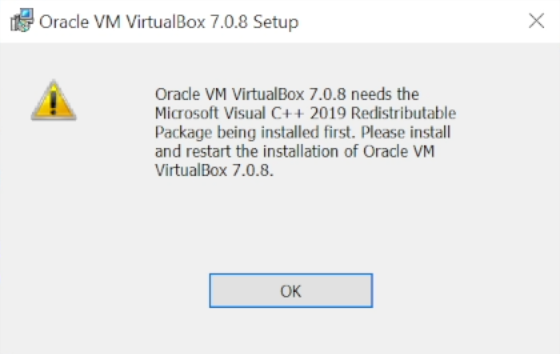 Oracle VM VirtualBox 7.0.8 Setup
Oracle VM VirtualBox 7.0.8 needs the
Microsoft Visual C++ 2019 Redistributable
Package being installed first. Please install
and restart the installation of Oracle VM
VirtualBox 7.0.8.
OK